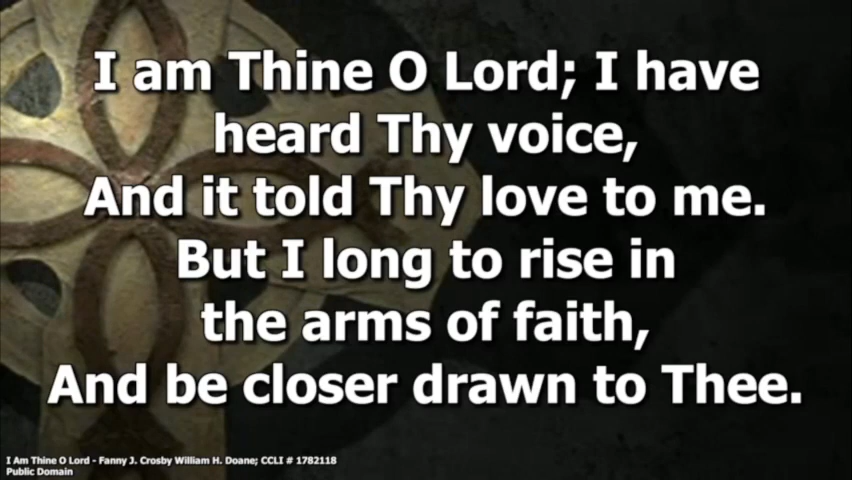 I am Thine O Lord; I have
heard Thy voice,
And it told Thy love to me.
But I long to rise in
the arms of faith,
And be closer drawn to Thee.
I Am Thine O Lord - Fanny J. Crosby William H. Doane; CCLI # 1782118
Public Domain